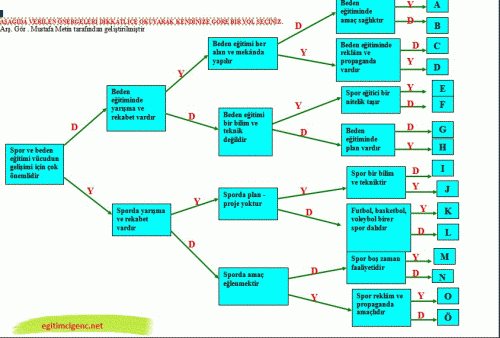 AŞAĞIDA VERİLEN ÖNERGELERİ DİKKATLİCE OKUYARAK KENDİNİZE GÖRE BİR YOL SEÇİNİZ.
Arş. Gör . Mustafa Metin tarafından geliştirilmiştir
Spor ve beden
eğitimi vücudun
gelişimi için çok
önemlidir
D
Y
Beden
eğitiminde
yarışma ve
rekabet vardır
Sporda yarışma
ve rekabet
vardır
Y
D
Y
D
Beden eğitimi her
alan ve mekânda
yapılır
Beden eğitimi
bir bilim ve
teknik
değildir
Sporda plan -
proje yoktur
Sporda amaç
eğlenmektir
D
Y
Y
D
Y
D
D
Y
Beden
eğitiminde
amaç sağlıktır
Beden eğitiminde
reklâm ve
propaganda
vardır
Spor eğitici bir
nitelik taşır
Beden
eğitiminde
plan vardır
Spor bir bilim
ve tekniktir
Futbol, basketbol,
voleybol birer
spor dalıdır
Spor boş zaman
faaliyetidir
Spor reklâm ve
propaganda
amaçlıdır
Y A
D B
D C
Y D
Y E
D F
D G
Y H
D I
Y J
Y K
D L
Y M
D N
Y O
D Ö
egitimcigenc.net